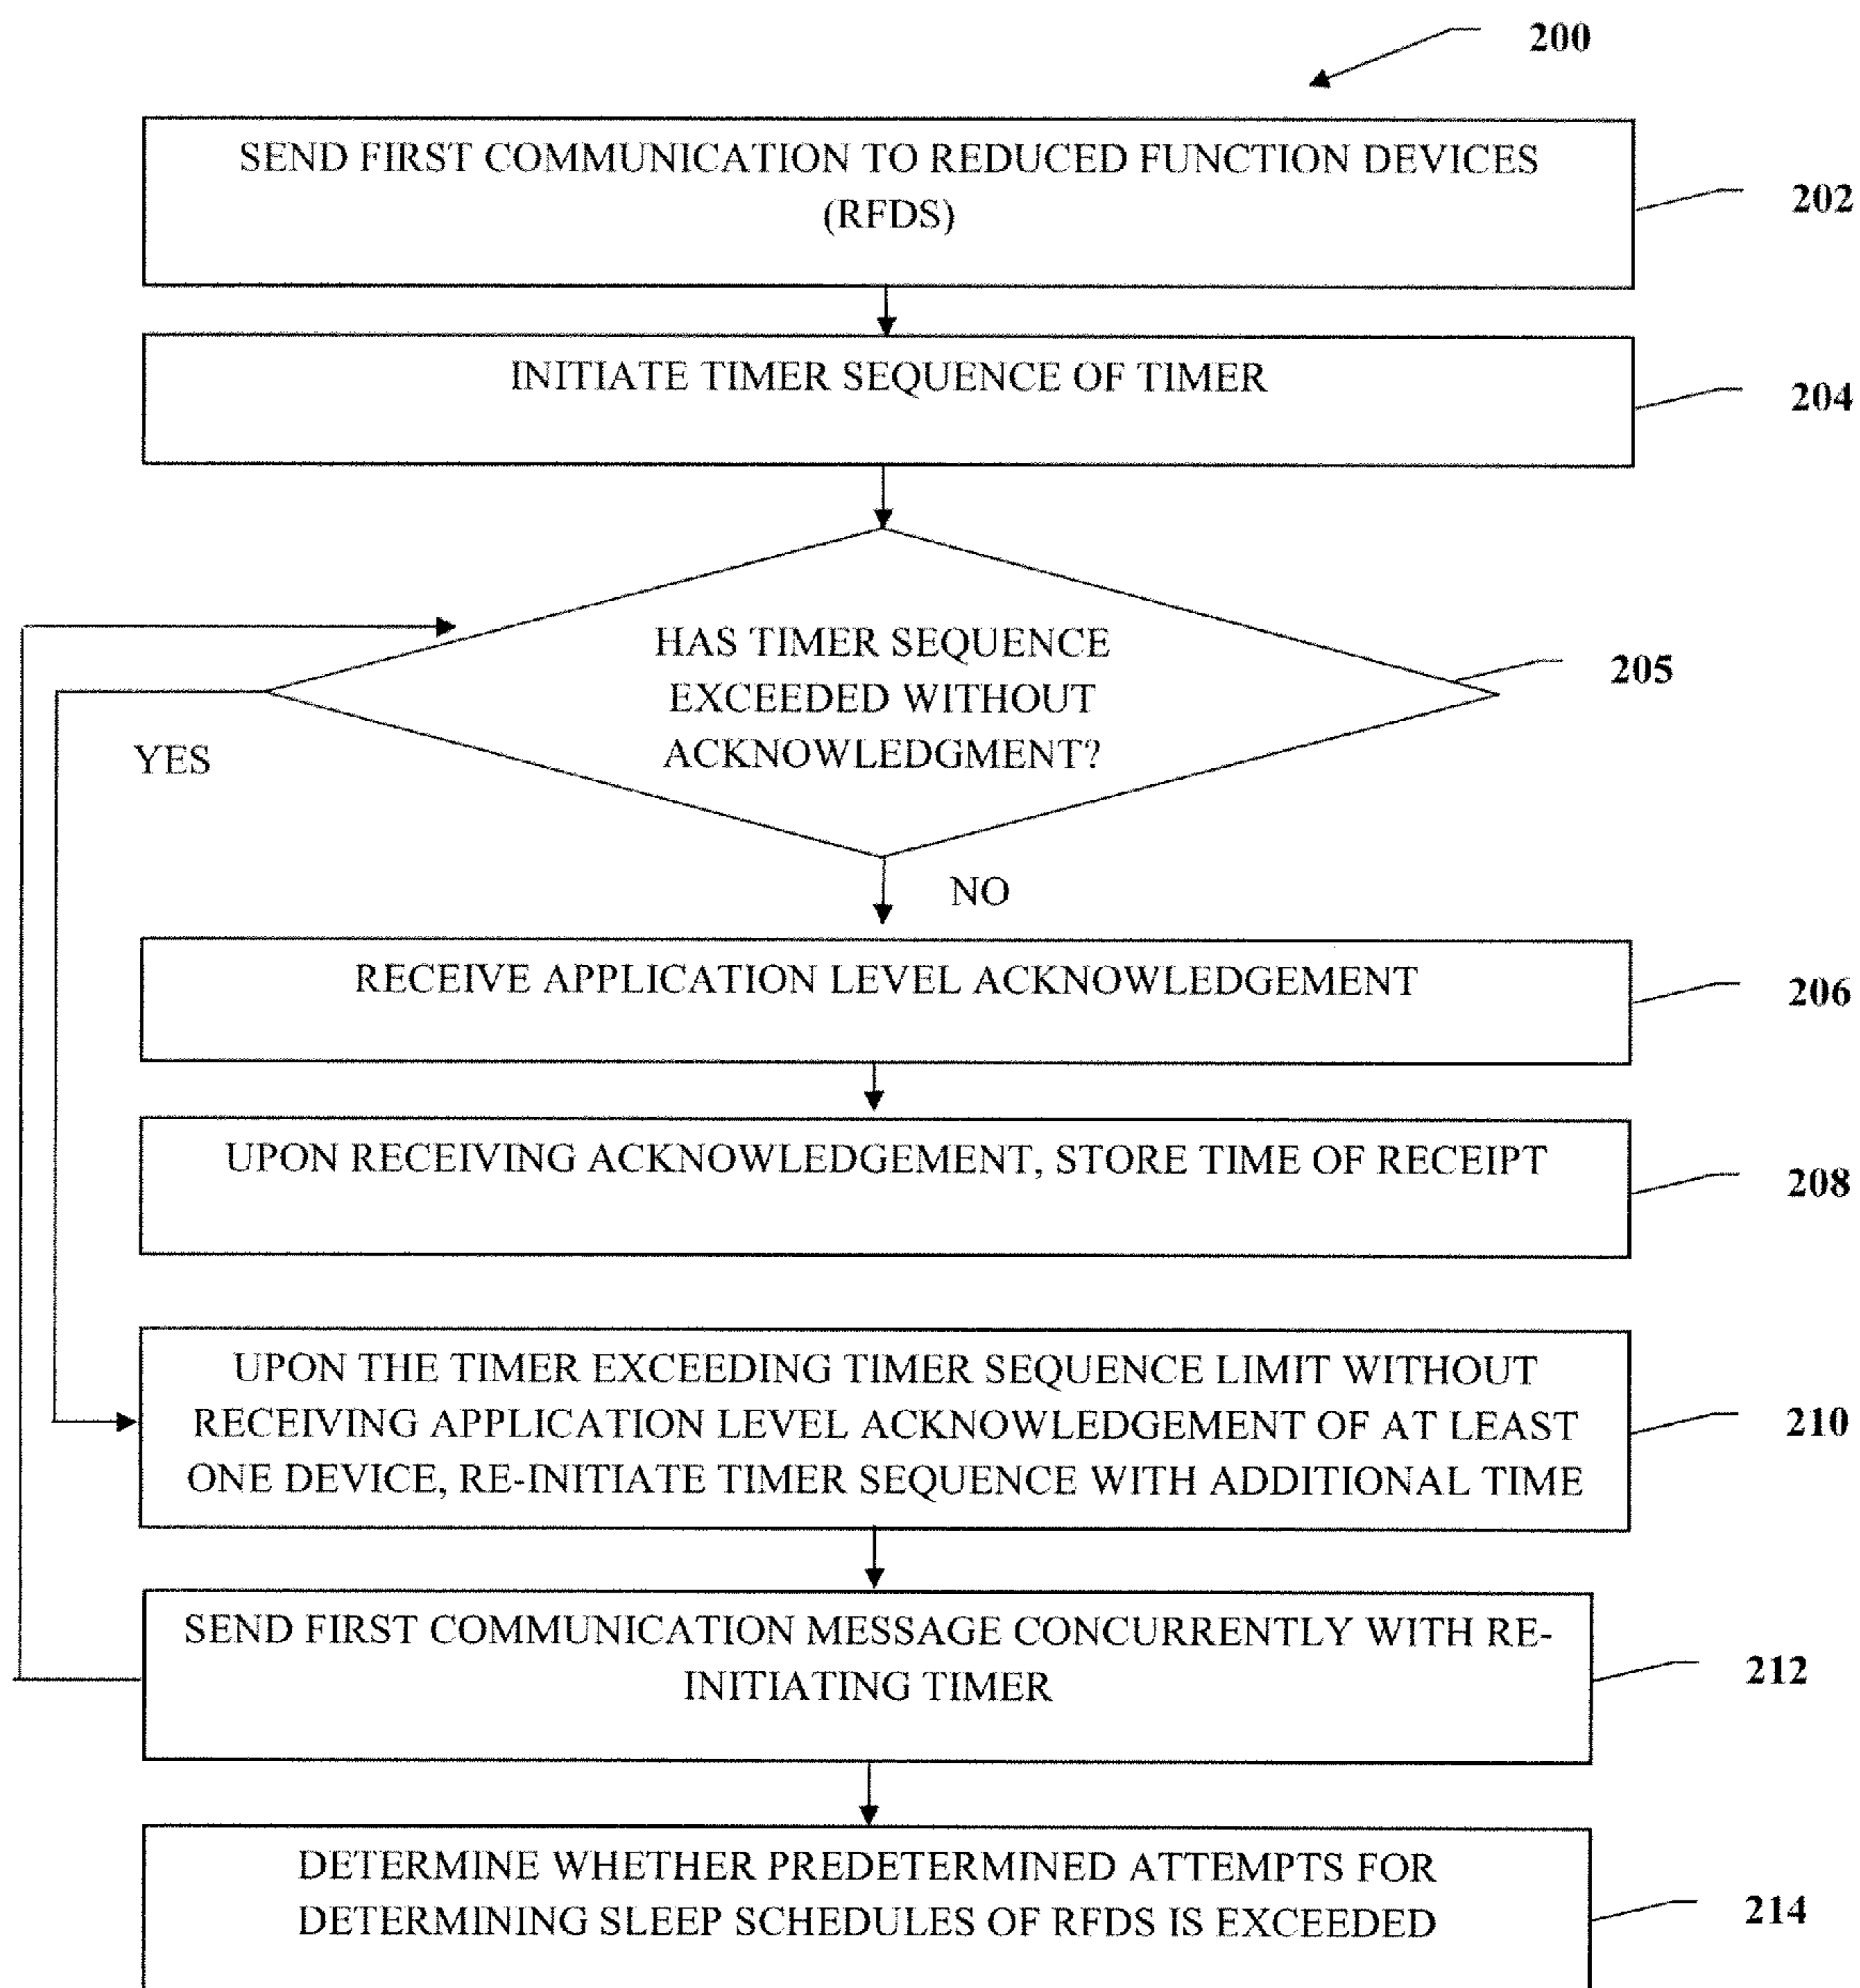 200
SEND FIRST COMMUNICATION TO REDUCED FUNCTION DEVICES
(RFDS)
202
INITIATE TIMER SEQUENCE OF TIMER
204
HAS TIMER SEQUENCE
EXCEEDED WITHOUT
ACKNOWLEDGMENT?
205
YES
NO
RECEIVE APPLICATION LEVEL ACKNOWLEDGEMENT
206
UPON RECEIVING ACKNOWLEDGEMENT, STORE TIME OF RECEIPT
208
UPON THE TIMER EXCEEDING TIMER SEQUENCE LIMIT WITHOUT
RECEIVING APPLICATION LEVEL ACKNOWLEDGEMENT OF AT LEAST
ONE DEVICE, RE-INITIATE TIMER SEQUENCE WITH ADDITIONAL TIME
210
SEND FIRST COMMUNICATION MESSAGE CONCURRENTLY WITH RE-
INITIATING TIMER
212
DETERMINE WHETHER PREDETERMINED ATTEMPTS FOR
DETERMINING SLEEP SCHEDULES OF RFDS IS EXCEEDED
214